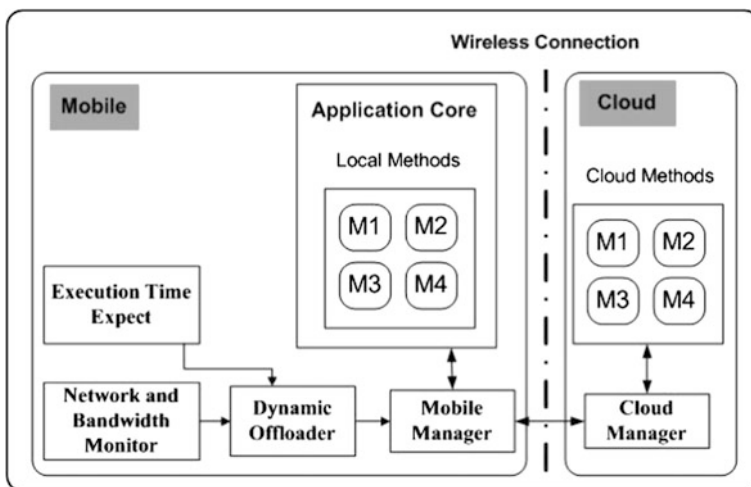 Wireless Connection
Mobile
Application Core
Local Methods
M1 M2
M3 M4
Execution Time
Expect
Network and
Bandwidth
Monitor
Dynamic
Offloader
Mobile
Manager
Cloud
Cloud Methods
M1 M2
M3 M4
Cloud
Manager